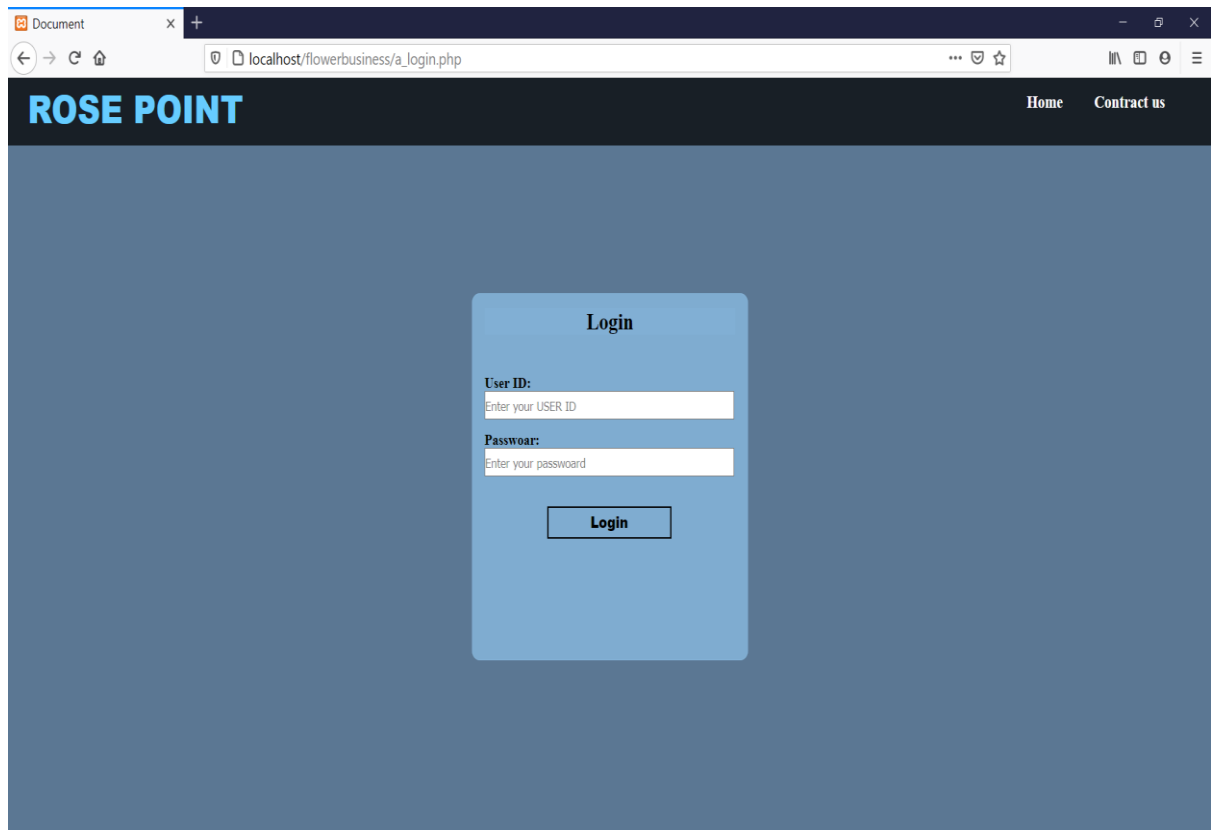 Document
localhost/flowerbusiness/a_login.php
ROSE POINT
Home Contract us
Login
User ID:
Enter your USER ID
Passwoar:
Enter your passwoard
Login